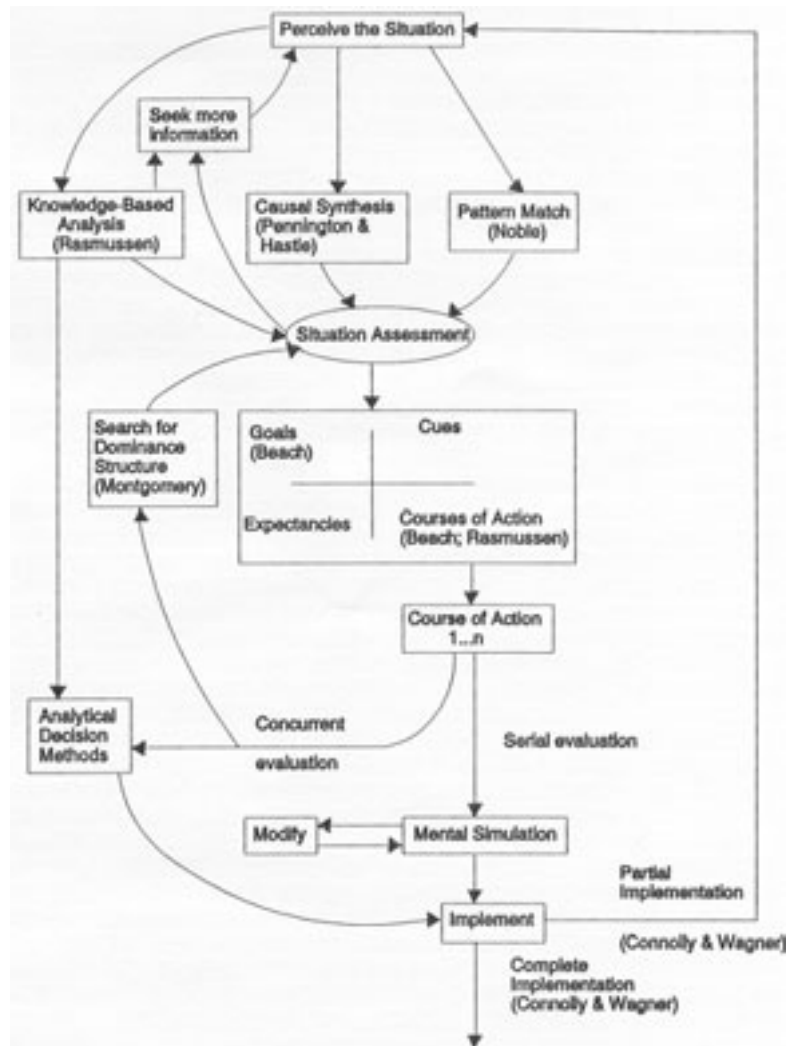 Perceive the Situation
Seek more
information
Knowledge-Based
Analysis
(Rasmussen)
Causal Synthesis
(Pennington &
Hastie)
Pattern Match
(Noble)
Situation Assessment
Search for
Dominance
Structure
(Montgomery)
Goals
(Beach)
Cues
Expectancies
Courses of Action
(Beach; Rasmussen)
Course of Action
1...n
Analytical
Decision
Methods
Concurrent
evaluation
Serial evaluation
Modify
Mental Simulation
Partial
Implementation
Implement
(Connolly & Wagner)
Complete
Implementation
(Connolly & Wagner)